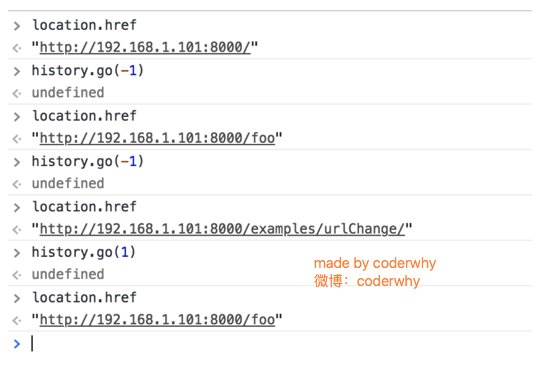 > location.href
<· "http://192.168.1.101:8000/"
> history.go(-1)
<· undefined
> location.href
<· "http://192.168.1.101:8000/foo"
> history.go(-1)
<· undefined
> location.href
<· "http://192.168.1.101:8000/examples/urlChange/"
> history.go(1)
<· undefined
made by coderwhy
微博：coderwhy
> location.href
<· "http://192.168.1.101:8000/foo"
>